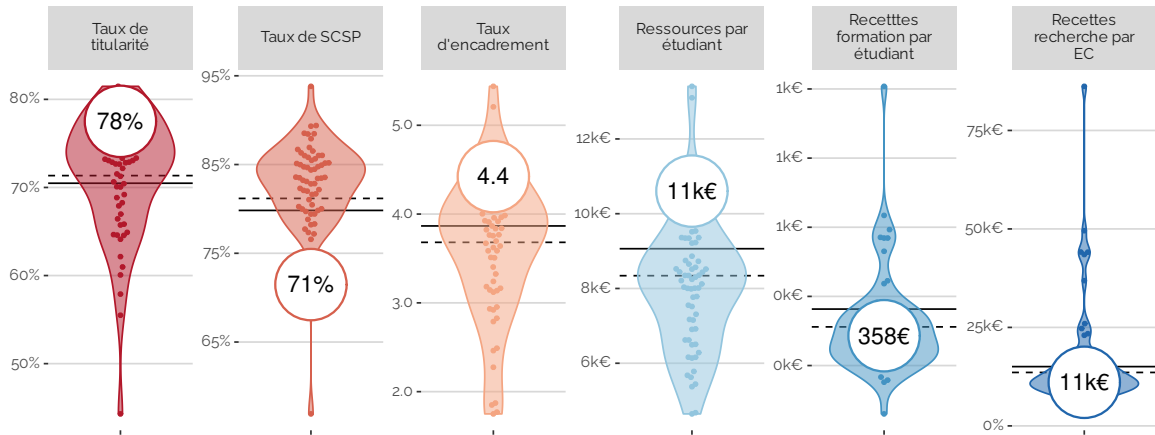 Taux de
titularité
80%
70%
60%
50%
78%
Taux de SCSP
95%
85%
75%
65%
71%
Taux
d'encadrement
5.0
4.0
3.0
2.0
4.4
Ressources par
étudiant
12k€
10k€
8k€
6k€
11k€
Recetttes
formation par
étudiant
1k€
1k€
1k€
0k€
0k€
358€
Recettes
recherche par
EC
75k€
50k€
25k€
0%
11k€